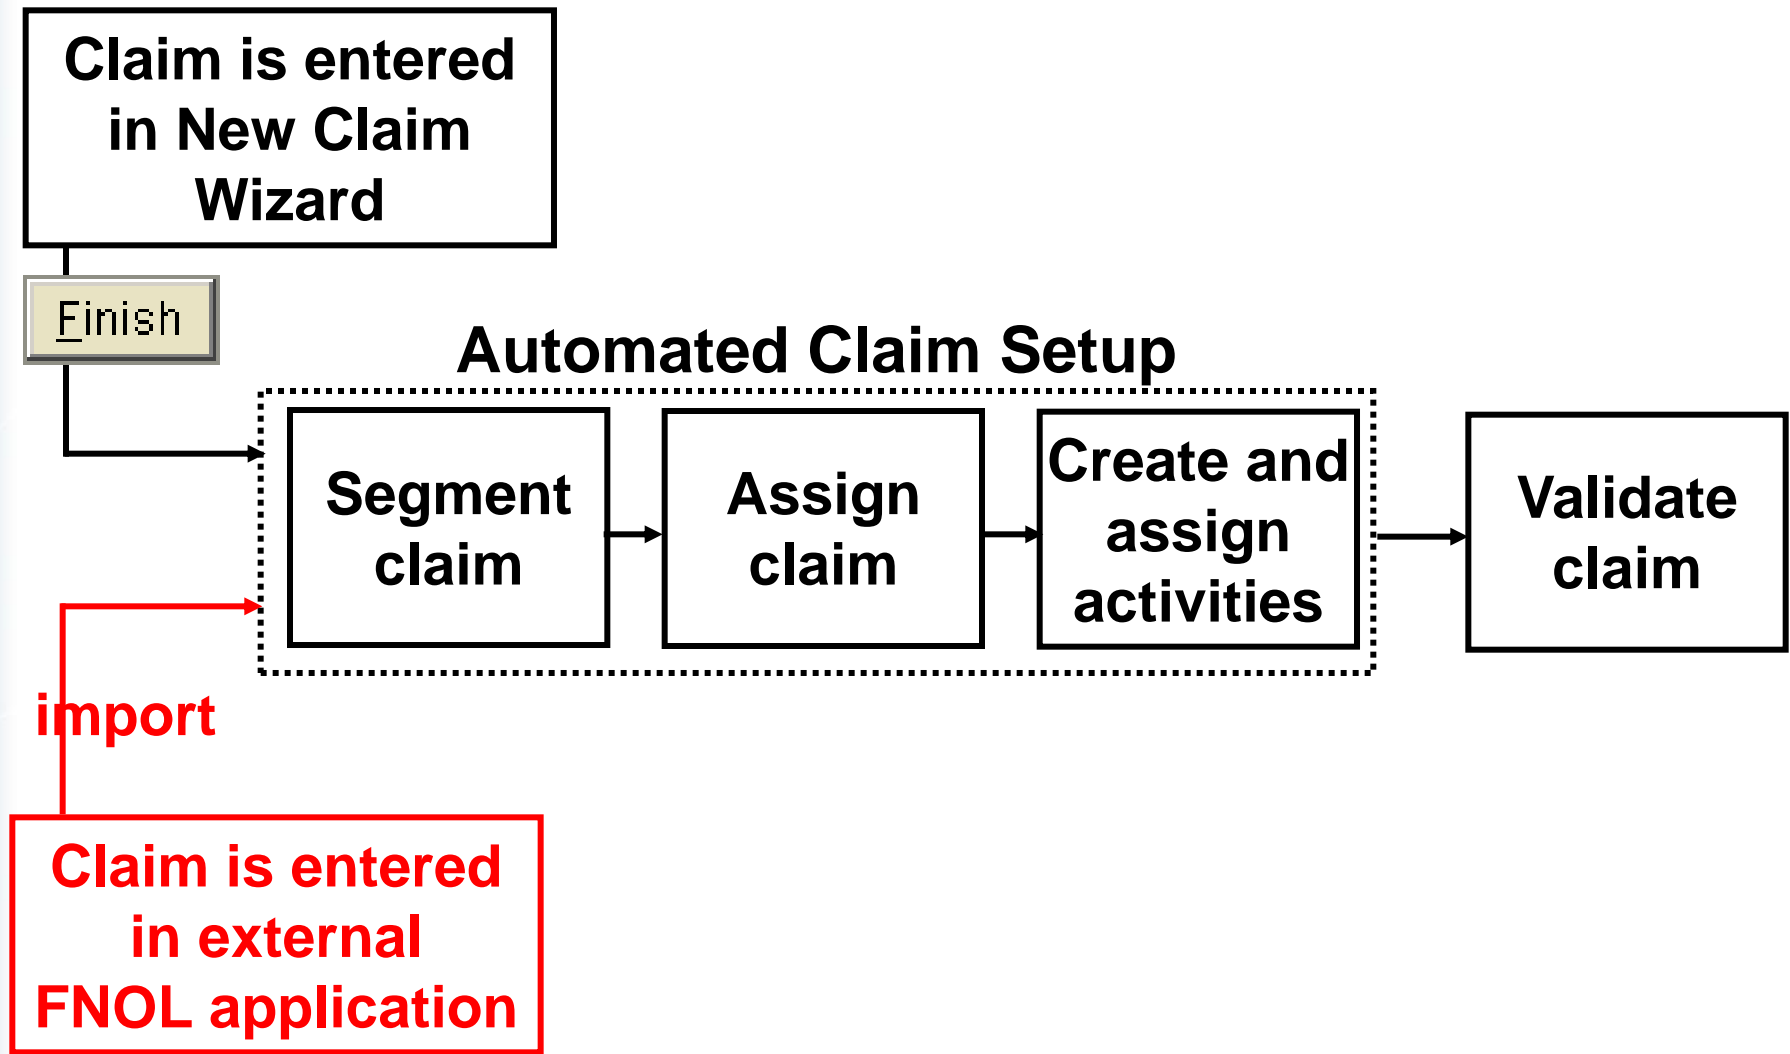 Claim is entered
in New Claim
Wizard
Finish
Automated Claim Setup
Segment
claim
Assign
claim
Create and
assign
activities
Validate
claim
import
Claim is entered
in external
FNOL application